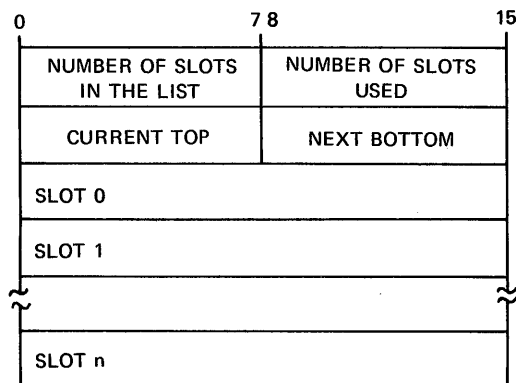 0 7 8 15
NUMBER OF SLOTS
IN THE LIST
NUMBER OF SLOTS
USED
CURRENT TOP
NEXT BOTTOM
SLOT 0
SLOT 1
SLOT n